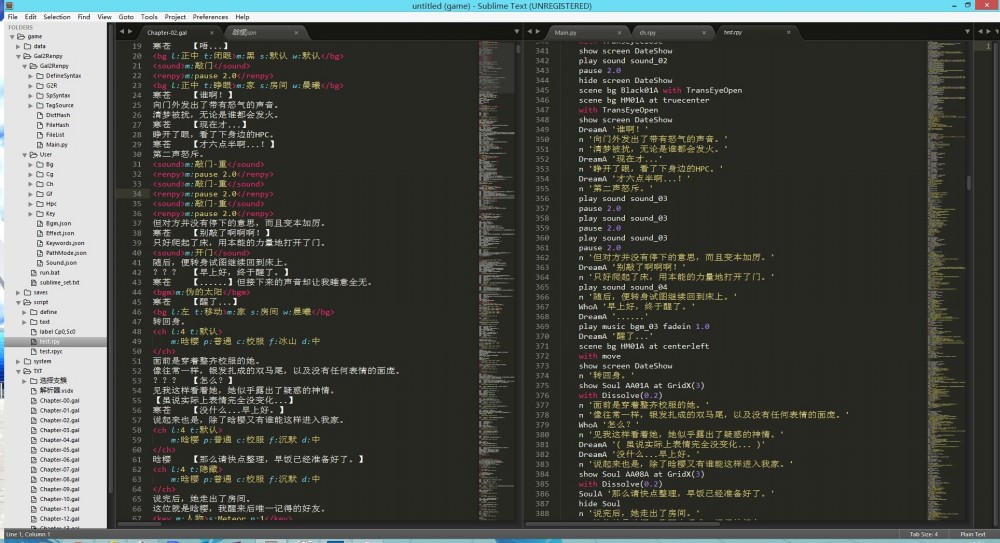 untitled (game) - Sublime Text (UNREGISTERED)
File Edit Selection Find View Goto Tools Project Preferences Help
FOLDERS
game
data
Gal2Renpy
Gal2Renpy
DefineSyntax
G2R
SpSyntax
TagSource
DictHash
FileHash
FileList
Main.py
User
Bg
Cg
Ch
Gf
Hpc
Key
Bgm.json
Effect.json
Keywords.json
PathMode.json
Sound.json
run.bat
sublime_set.txt
saves
script
define
text
label Cp0,Sc0
test.rpy
test.rpyc
system
TXT
选择支簇
解析器.vsdx
Chapter-00.gal
Chapter-01.gal
Chapter-02.gal
Chapter-03.gal
Chapter-04.gal
Chapter-05.gal
Chapter-06.gal
Chapter-07.gal
Chapter-08.gal
Chapter-09.gal
Chapter-10.gal
Chapter-11.gal
Chapter-12.gal
Chapter-02.gal
19 寒苍 【唔...】
20 <bg l:正中 t:闭眼>m:黑 s:默认 w:默认</bg>
21 <sound>m:敲门</sound>
22 <renpy>m:pause 2.0</renpy>
23 <bg l:正中 t:睁眼>m:家 s:房间 w:晨曦</bg>
24 寒苍 【谁啊！】
25 向门外发出了带有怒气的声音。
26 清梦被扰，无论是谁都会发火。
27 寒苍 【现在才...】
28 睁开了眼，看了下身边的HPC。
29 寒苍 【才六点半啊...！】
30 第二声怒斥。
31 <sound>m:敲门-重</sound>
32 <renpy>m:pause 2.0</renpy>
33 <sound>m:敲门-重</sound>
34 <renpy>m:pause 2.0</renpy>
35 <sound>m:敲门-重</sound>
36 <renpy>m:pause 2.0</renpy>
37 但对方并没有停下的意思，而且变本加厉。
38 寒苍 【别敲了啊啊啊！】
39 只好爬起了床，用本能的力量地打开了门。
40 <sound>m:开门</sound>
41 随后，便转身试图继续回到床上。
42 ？？？ 【早上好，终于醒了。】
43 寒苍 【......】但接下来的声音却让我睡意全无。
44 <bgm>m:伪的太阳</bgm>
45 寒苍 【醒了...】
46 <bg l:左 t:移动>m:家 s:房间 w:晨曦</bg>
47 转回身。
48 <ch l:4 t:默认>
49 m:晗樱 p:普通 c:校服 f:冰山 d:中
50 </ch>
51 面前是穿着整齐校服的她。
52 像往常一样，银发扎成的双马尾，以及没有任何表情的面庞。
53 ？？？ 【怎么？】
54 见我这样看着她，她似乎露出了疑惑的神情。
55 【虽说实际上表情完全没变化...】
56 寒苍 【没什么...早上好。】
57 说起来也是，除了晗樱又有谁能这样进入我家。
58 <ch l:4 t:默认>
59 m:晗樱 p:普通 c:校服 f:沉默 d:中
60 </ch>
61 晗樱 【那么请快点整理，早饭已经准备好了。】
62 <ch l:4 t:隐藏>
63 m:晗樱 p:普通 c:校服 f:沉默 d:中
64 </ch>
65 说完后，她走出了房间。
66 这位就是晗樱，我醒来后唯一记得的好友。
67 <key m:人物>s:Meteor n:1</key>
Main.py
ch.rpy
test.rpy
340 with TransEyeClose
341 show screen DateShow
342 play sound sound_02
343 pause 2.0
344 hide screen DateShow
345 scene bg Black01A with TransEyeOpen
346 scene bg HM01A at truecenter
347 with TransEyeOpen
348 show screen DateShow
349 DreamA '谁啊！'
350 n '向门外发出了带有怒气的声音。'
351 n '清梦被扰，无论是谁都会发火。'
352 DreamA '现在才...'
353 n '睁开了眼，看了下身边的HPC。'
354 DreamA '才六点半啊...！'
355 n '第二声怒斥。'
356 play sound sound_03
357 pause 2.0
358 play sound sound_03
359 pause 2.0
360 play sound sound_03
361 pause 2.0
362 n '但对方并没有停下的意思，而且变本加厉。'
363 DreamA '别敲了啊啊啊！'
364 n '只好爬起了床，用本能的力量地打开了门。'
365 play sound sound_04
366 n '随后，便转身试图继续回到床上。'
367 WhoA '早上好，终于醒了。'
368 DreamA '......'
369 play music bgm_03 fadein 1.0
370 DreamA '醒了...'
371 scene bg HM01A at centerleft
372 with move
373 show screen DateShow
374 n '转回身。'
375 show Soul AA01A at GridX(3)
376 with Dissolve(0.2)
377 n '面前是穿着整齐校服的她。'
378 n '像往常一样，银发扎成的双马尾，以及没有任何表情的面庞。'
379 WhoA '怎么？'
380 n '见我这样看着她，她似乎露出了疑惑的神情。'
381 DreamA '( 虽说实际上表情完全没变化... )'
382 DreamA '没什么...早上好。'
383 n '说起来也是，除了晗樱又有谁能这样进入我家。'
384 show Soul AA08A at GridX(3)
385 with Dissolve(0.2)
386 SoulA '那么请快点整理，早饭已经准备好了。'
387 hide Soul
388 n '说完后，她走出了房间。'
1
Line 1, Column 1
Tab Size: 4
Plain Text